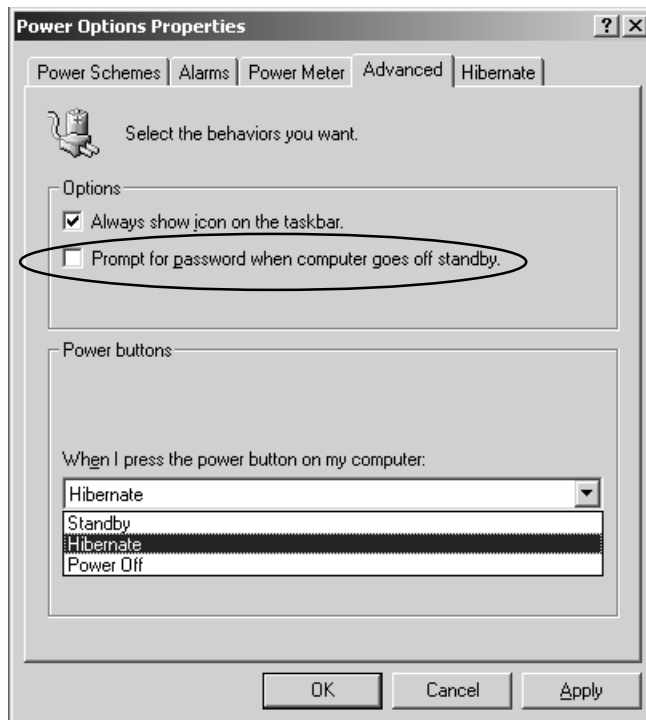 Power Options Properties
? X
Power Schemes Alarms Power Meter Advanced Hibernate
Select the behaviors you want.
Options
Always show icon on the taskbar.
Prompt for password when computer goes off standby.
Power buttons
When I press the power button on my computer:
Hibernate
Standby
Hibernate
Power Off
OK Cancel Apply